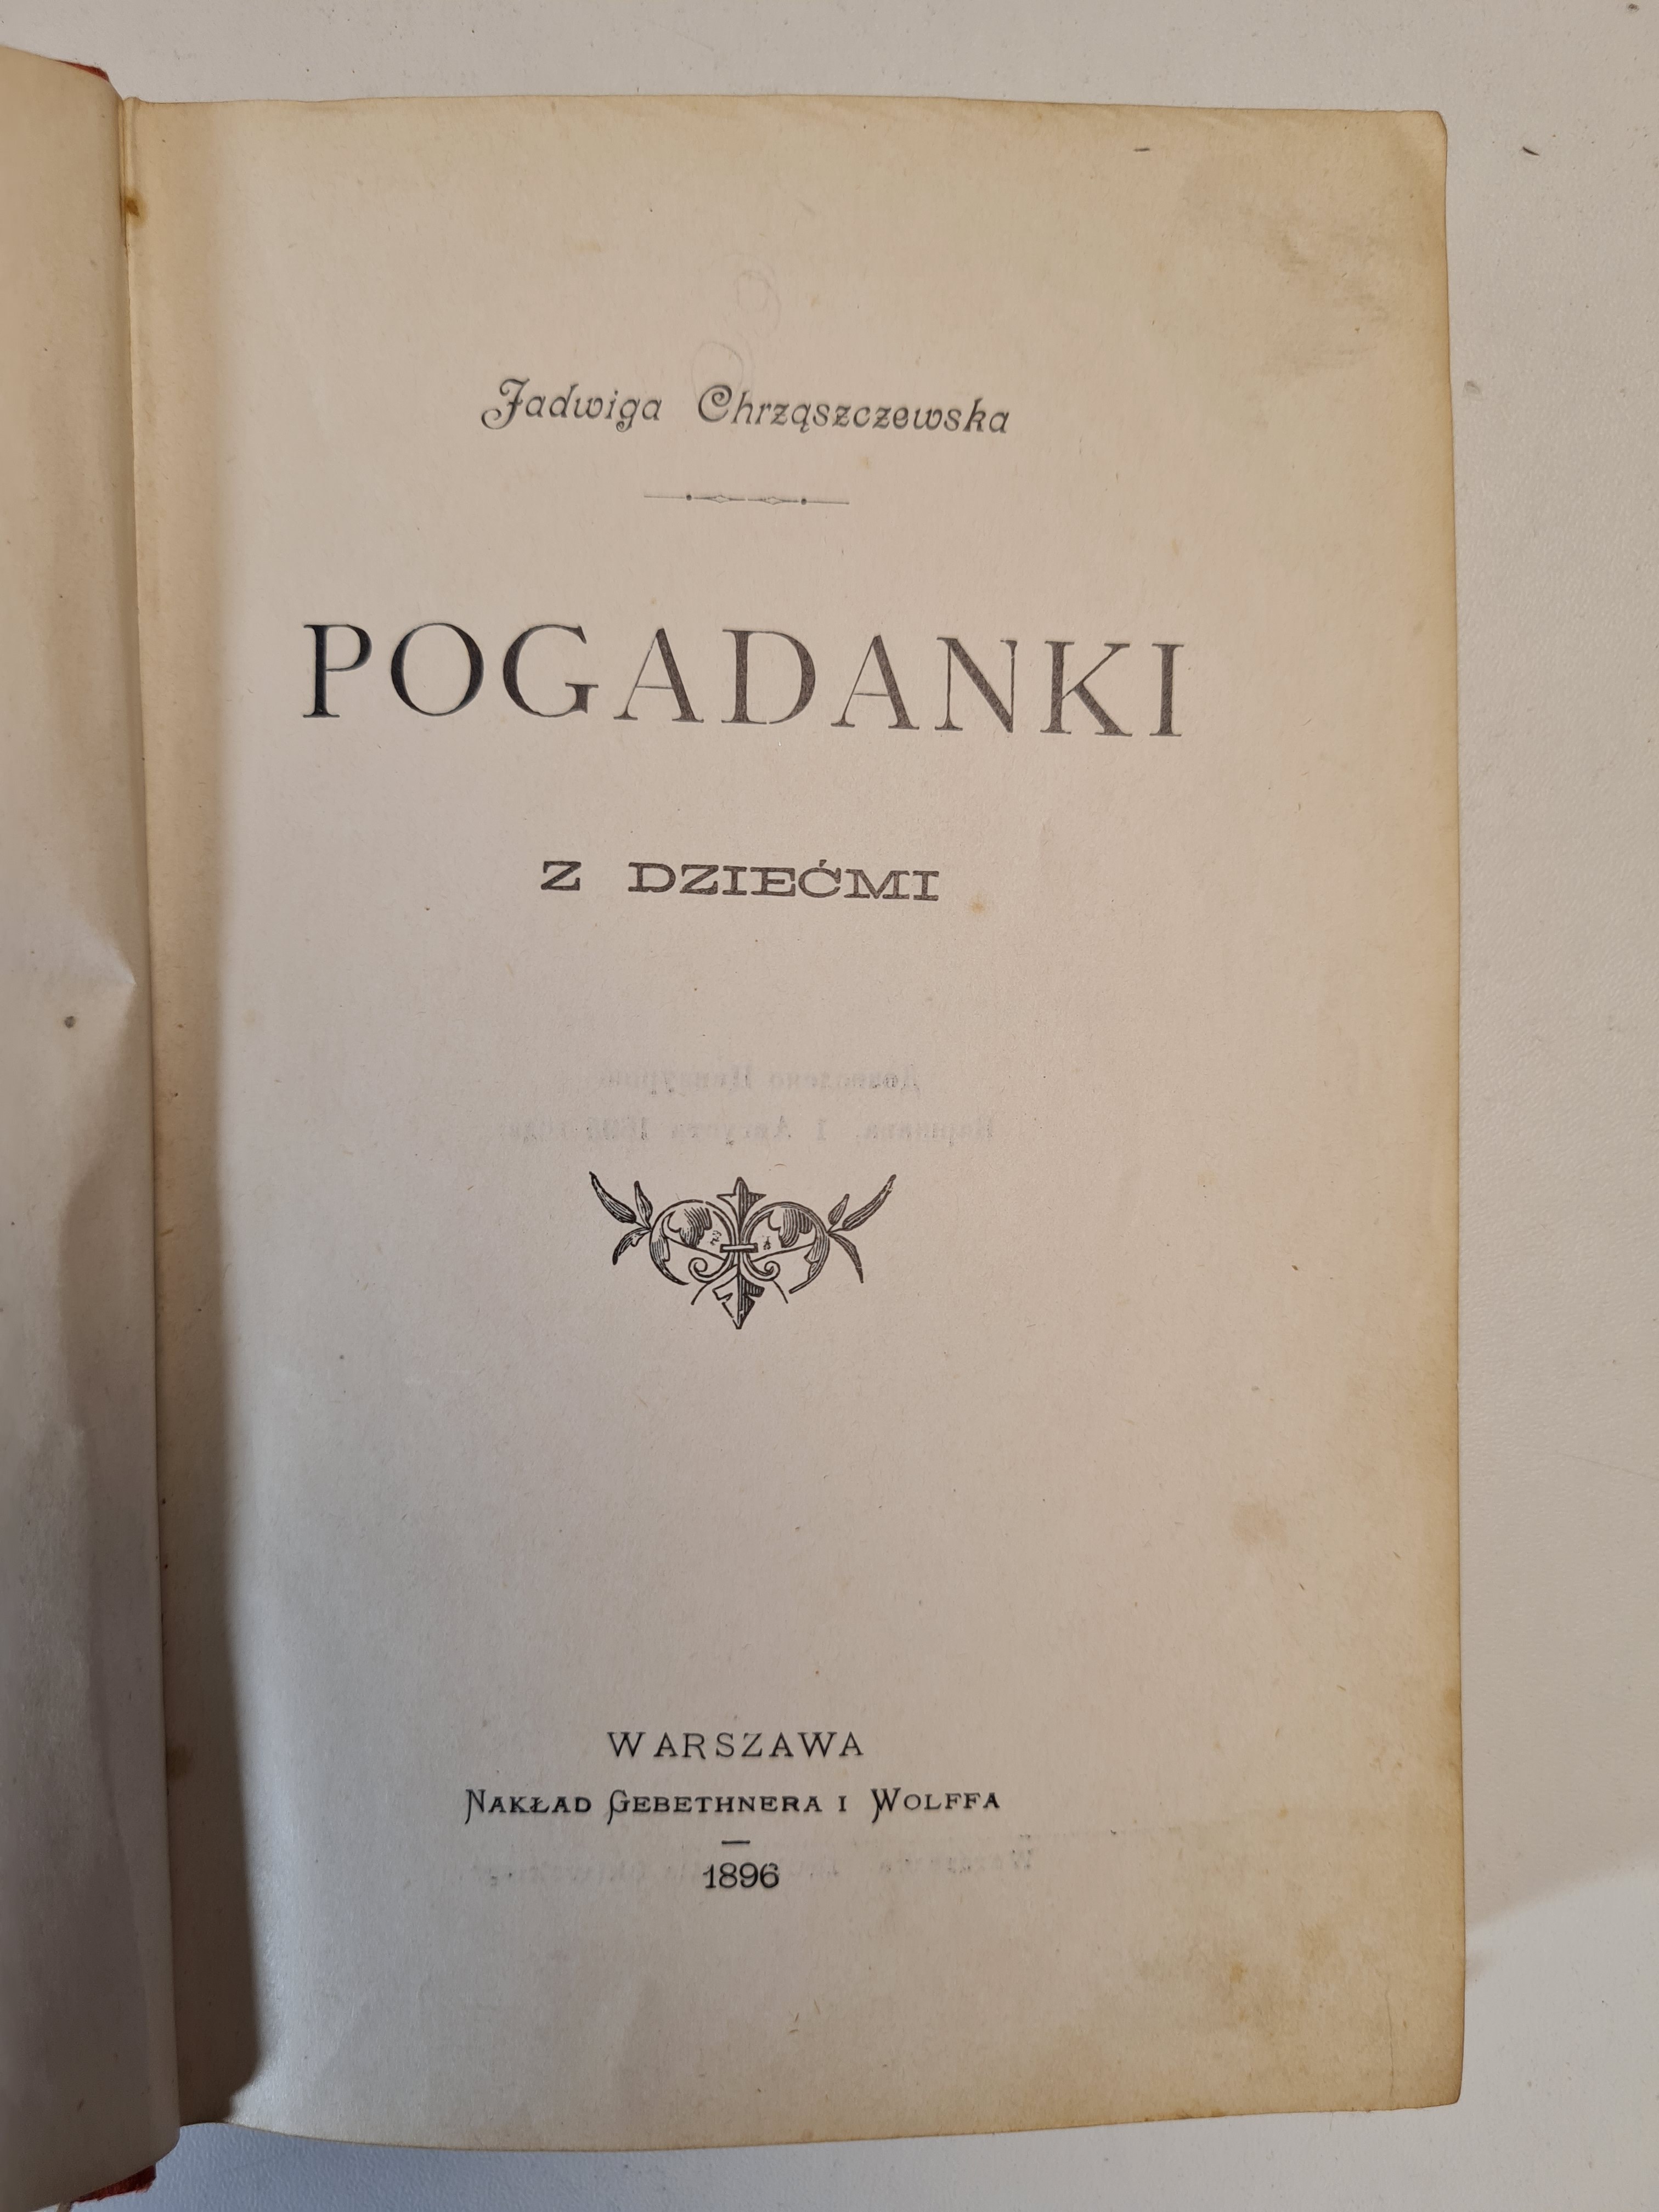 Jadwiga Chrząszczewska
POGADANKI
Z DZIEĆMI
WARSZAWA
NAKŁAD GEBETHNERA I WOLFFA
1896